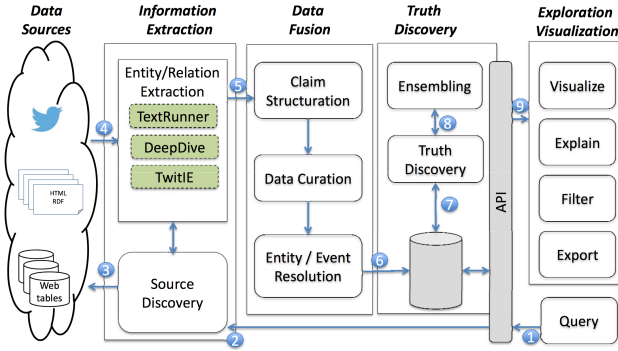 Data
Sources
Information
Extraction
Data
Fusion
Truth
Discovery
Exploration
Visualization
Entity/Relation
Extraction
TextRunner
DeepDive
TwitIE
Source
Discovery
HTML
RDF
Web
tables
4
3
5
2
Claim
Structuration
Data Curation
Entity / Event
Resolution
6
Ensembling
8
Truth
Discovery
7
API
9
1
Visualize
Explain
Filter
Export
Query